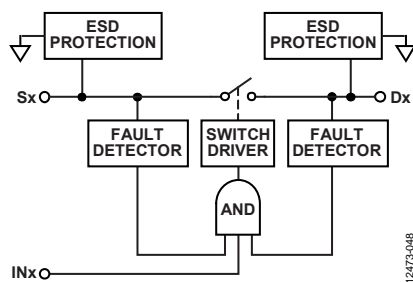 ESD
PROTECTION
ESD
PROTECTION
Sx
Dx
FAULT
DETECTOR
SWITCH
DRIVER
FAULT
DETECTOR
AND
INx
12473-048